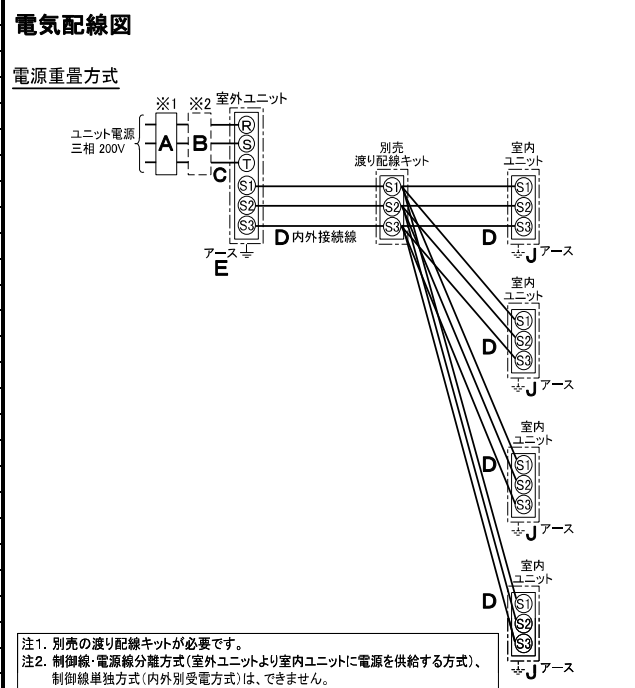 電気配線図
電源重畳方式
※1 ※2 室外ユニット
ユニット電源
三相 200V
A
B
C
R
S
T
S1
S2
S3
D 内外接続線
アース
E
別売
渡り配線キット
S1
S2
S3
室内
ユニット
S1
S2
S3
D
J アース
室内
ユニット
S1
S2
S3
D
J アース
室内
ユニット
S1
S2
S3
D
J アース
室内
ユニット
S1
S2
S3
D
J アース
注1. 別売の渡り配線キットが必要です。
注2. 制御線・電源線分離方式(室外ユニットより室内ユニットに電源を供給する方式)、
制御線単独方式(内外別受電方式)は、できません。